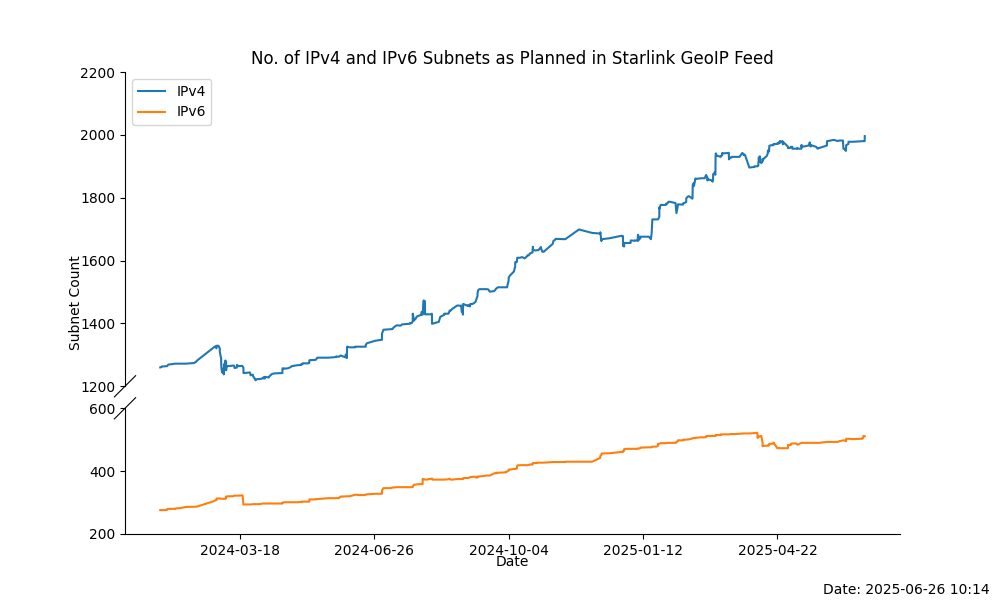 No. of IPv4 and IPv6 Subnets as Planned in Starlink GeoIP Feed
2200
IPv4
IPv6
2000
1800
1600
Subnet Count
1400
1200
600
400
200
2024-03-18 2024-06-26 2024-10-04 2025-01-12 2025-04-22
Date
Date: 2025-06-26 10:14